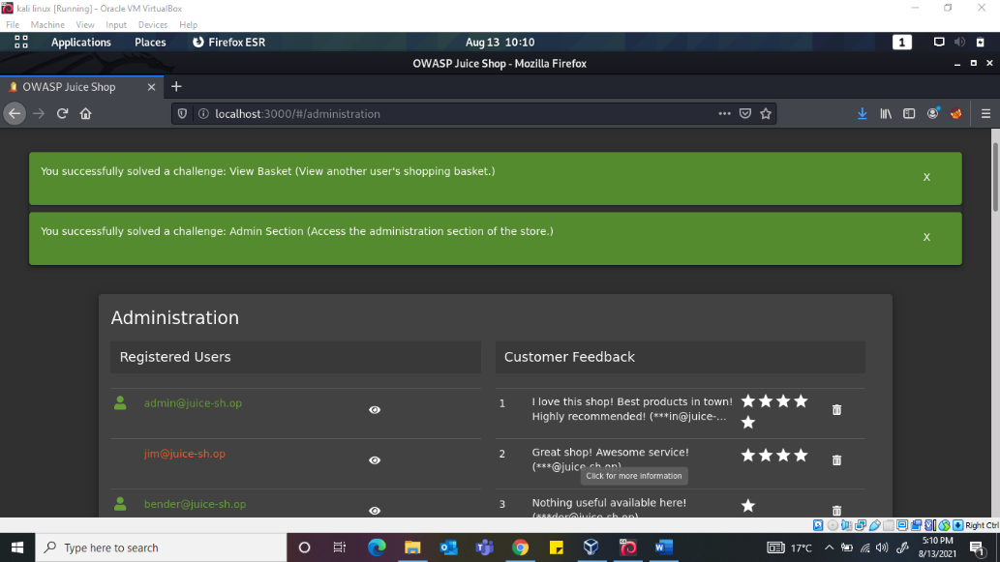 kali linux [Running] - Oracle VM VirtualBox
File Machine View Input Devices Help
Applications Places Firefox ESR Aug 13 10:10 1
OWASP Juice Shop - Mozilla Firefox
OWASP Juice Shop
localhost:3000/#/administration
You successfully solved a challenge: View Basket (View another user's shopping basket.)
X
You successfully solved a challenge: Admin Section (Access the administration section of the store.)
X
Administration
Registered Users
admin@juice-sh.op
jim@juice-sh.op
bender@juice-sh.op
Customer Feedback
1 I love this shop! Best products in town!
Highly recommended! (***in@juice-...
2 Great shop! Awesome service!
(***@juice-sh.op)
Click for more information
3 Nothing useful available here!
(***der@juice-sh.op)
Right Ctrl
Type here to search
17°C
5:10 PM
8/13/2021
1